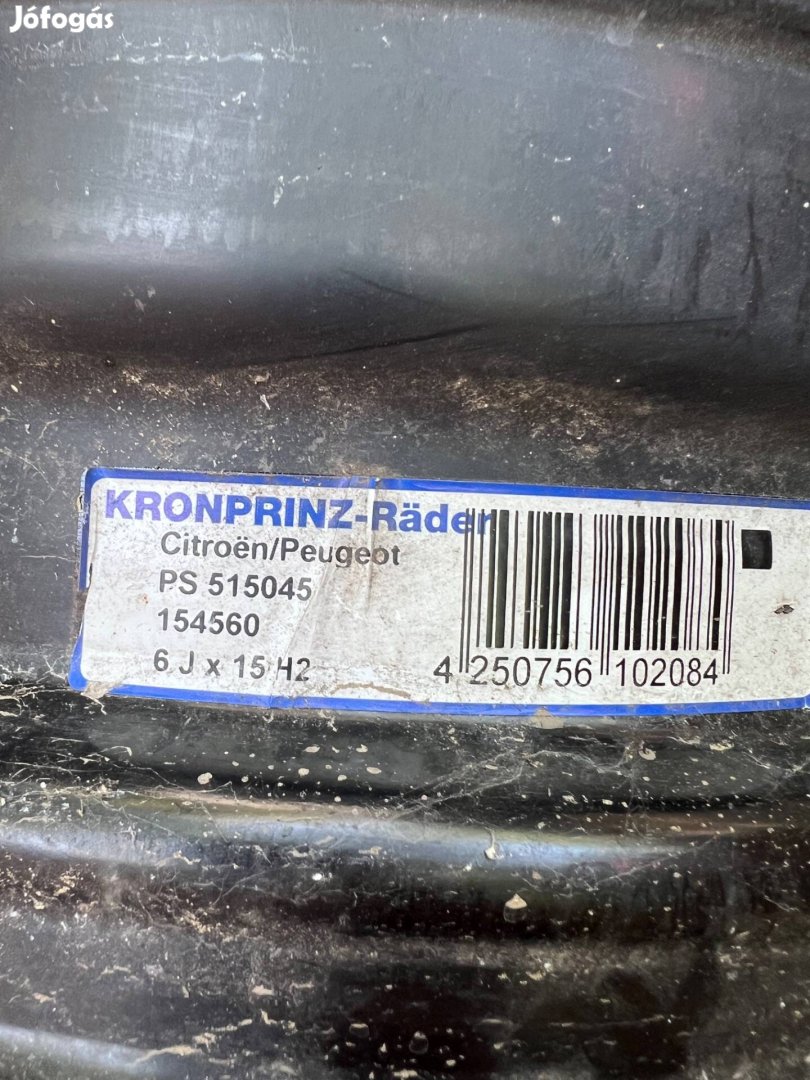 Jófogás
KRONPRINZ-Räder
Citroën/Peugeot
PS 515045
154560
6 J x 15 H2
4 250756 102084